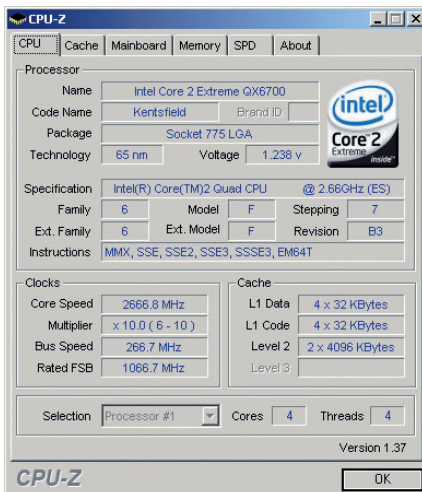 CPU-Z
CPU Cache Mainboard Memory SPD About
Processor
Name Intel Core 2 Extreme QX6700
Code Name Kentsfield Brand ID
Package Socket 775 LGA
Technology 65 nm Voltage 1.238 v
intel
Core 2
Extreme inside
Specification Intel(R) Core(TM)2 Quad CPU @ 2.66GHz (ES)
Family 6 Model F Stepping 7
Ext. Family 6 Ext. Model F Revision B3
Instructions MMX, SSE, SSE2, SSE3, SSSE3, EM64T
Clocks
Core Speed 2666.8 MHz
Multiplier x 10.0 ( 6 - 10 )
Bus Speed 266.7 MHz
Rated FSB 1066.7 MHz
Cache
L1 Data 4 x 32 KBytes
L1 Code 4 x 32 KBytes
Level 2 2 x 4096 KBytes
Level 3
Selection Processor #1 Cores 4 Threads 4
Version 1.37
CPU-Z OK